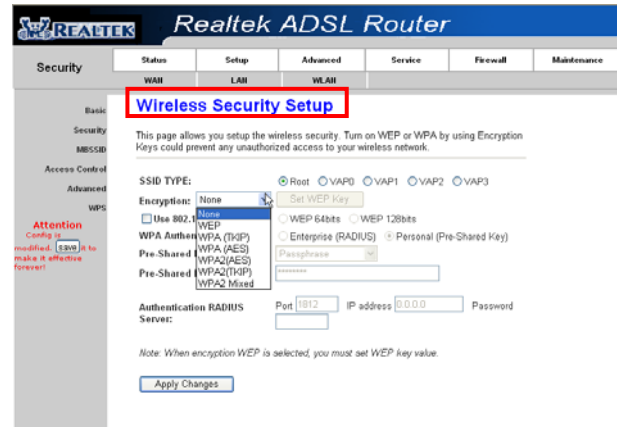 REALTEK
Realtek ADSL Router
Security
Status Setup Advanced Service Firewall Maintenance
WAN LAN WLAN
Basic
Security
MBSSID
Access Control
Advanced
WPS
Attention
Config is
modified. save it to
make it effective
forever!
Wireless Security Setup
This page allows you setup the wireless security. Turn on WEP or WPA by using Encryption
Keys could prevent any unauthorized access to your wireless network.
SSID TYPE: Root VAP0 VAP1 VAP2 VAP3
Encryption: None Set WEP Key
None
WEP
WPA (TKIP)
WPA (AES)
WPA2(AES)
WPA2(TKIP)
WPA2 Mixed
Use 802.1 WEP 64bits WEP 128bits
WPA Authen Enterprise (RADIUS) Personal (Pre-Shared Key)
Pre-Shared Passphrase
Pre-Shared ********
Authentication RADIUS Port 1812 IP address 0.0.0.0 Password
Server:
Note: When encryption WEP is selected, you must set WEP key value.
Apply Changes